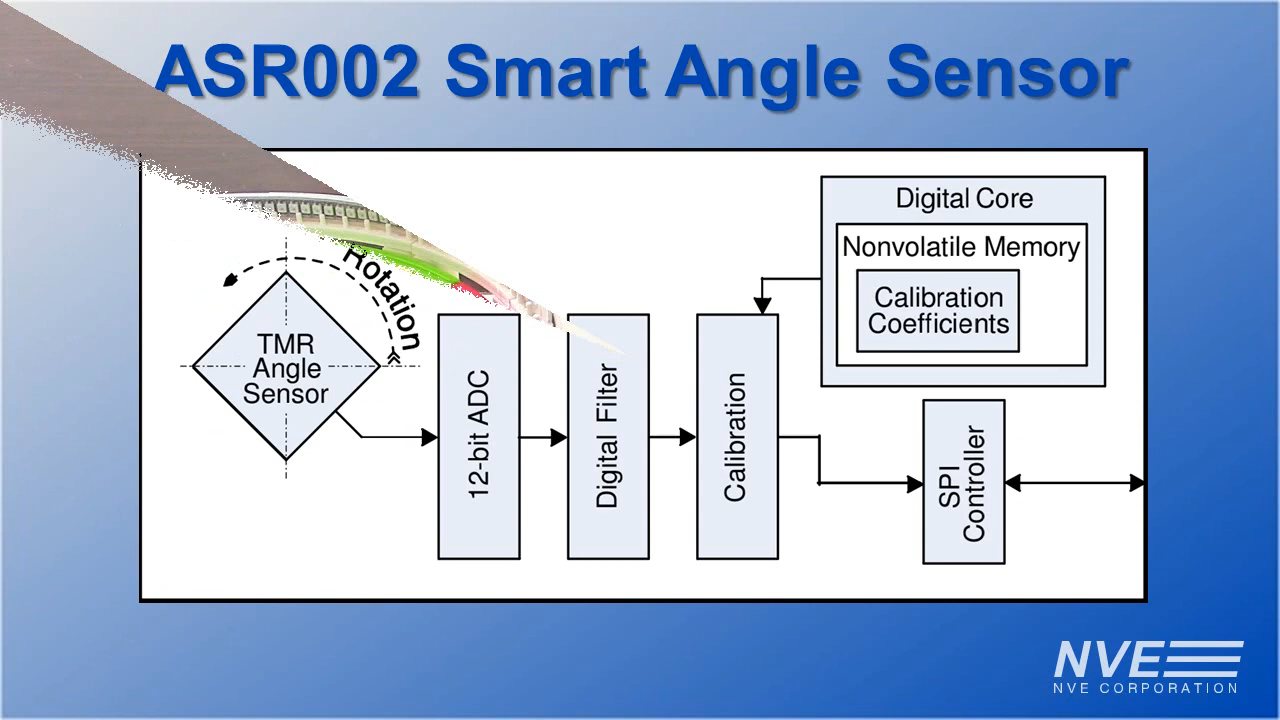 ASR002 Smart Angle Sensor
Digital Core
Nonvolatile Memory
Calibration
Coefficients
Rotation
TMR
Angle
Sensor
12-bit ADC
Digital Filter
Calibration
SPI
Controller
NVE
NVE CORPORATION